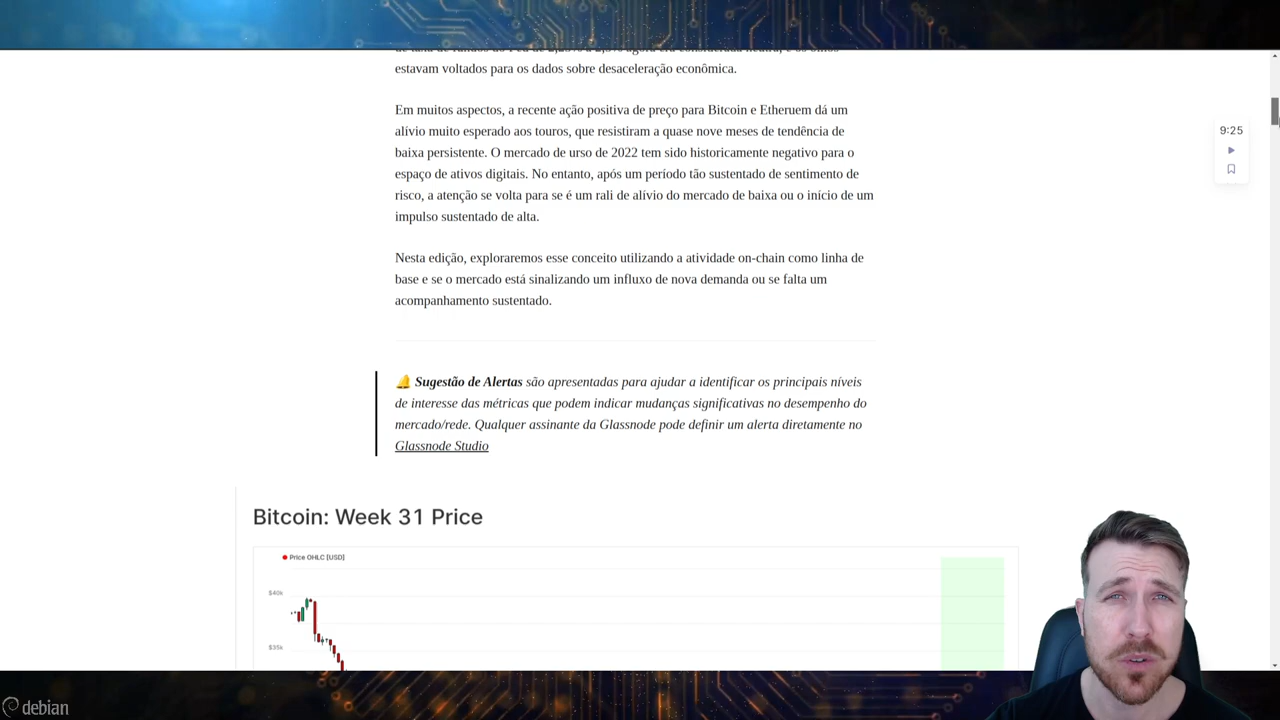 estavam voltados para os dados sobre desaceleração econômica.
Em muitos aspectos, a recente ação positiva de preço para Bitcoin e Etheruem dá um
alívio muito esperado aos touros, que resistiram a quase nove meses de tendência de
baixa persistente. O mercado de urso de 2022 tem sido historicamente negativo para o
espaço de ativos digitais. No entanto, após um período tão sustentado de sentimento de
risco, a atenção se volta para se é um rali de alívio do mercado de baixa ou o início de um
impulso sustentado de alta.
Nesta edição, exploraremos esse conceito utilizando a atividade on-chain como linha de
base e se o mercado está sinalizando um influxo de nova demanda ou se falta um
acompanhamento sustentado.
🔔 Sugestão de Alertas são apresentadas para ajudar a identificar os principais níveis
de interesse das métricas que podem indicar mudanças significativas no desempenho do
mercado/rede. Qualquer assinante da Glassnode pode definir um alerta diretamente no
Glassnode Studio
Bitcoin: Week 31 Price
Price OHLC [USD]
$40k
$35k
9:25
debian